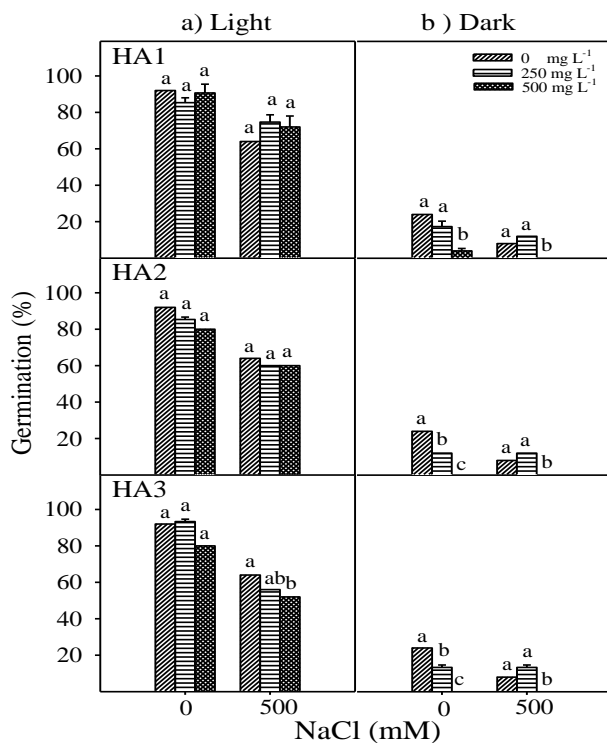 a) Light
b ) Dark
HA1
a a a
a a a
100
80
60
40
20
0 mg L⁻¹
250 mg L⁻¹
500 mg L⁻¹
a a b
a a b
HA2
a a a
a a a
100
80
60
40
20
a b c
a a b
HA3
a a a
a ab b
100
80
60
40
20
a b c
a a b
0 500
0 500
NaCl (mM)
Germination (%)